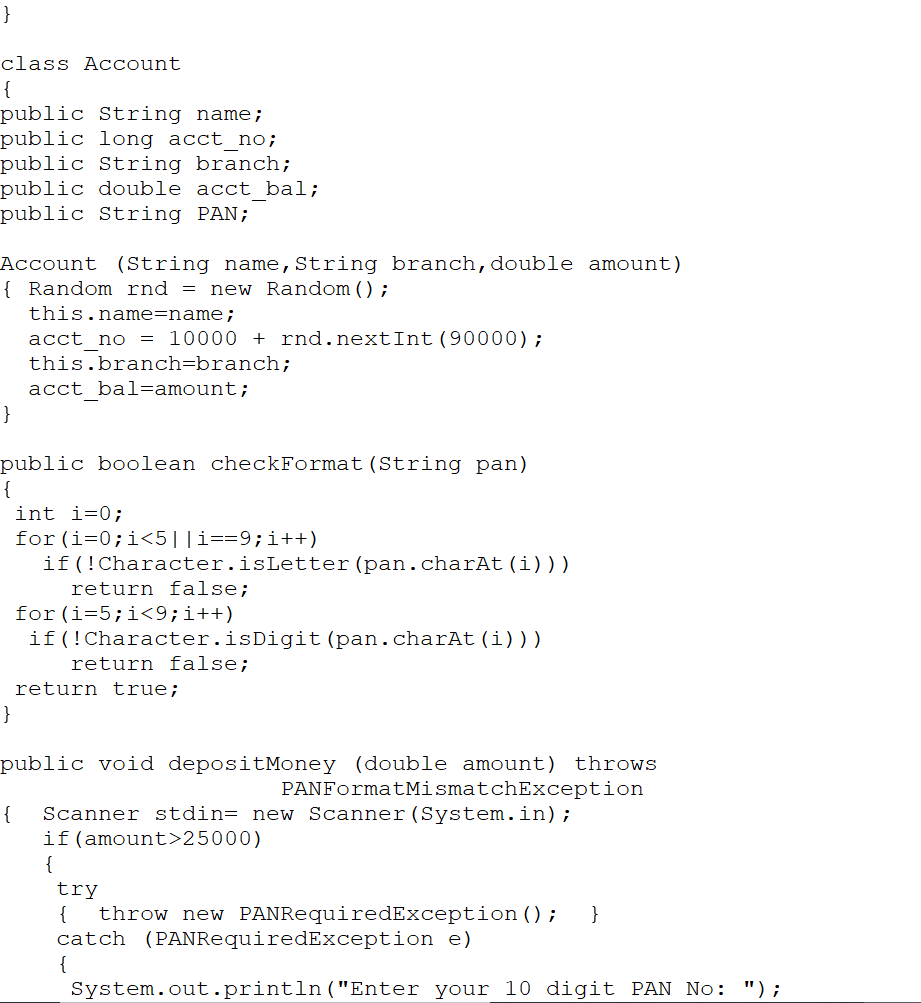 }
class Account
{
public String name;
public long acct_no;
public String branch;
public double acct_bal;
public String PAN;
Account (String name,String branch,double amount)
{ Random rnd = new Random();
this.name=name;
acct_no = 10000 + rnd.nextInt(90000);
this.branch=branch;
acct_bal=amount;
}
public boolean checkFormat(String pan)
{
int i=0;
for(i=0;i<5||i==9;i++)
if(!Character.isLetter(pan.charAt(i)))
return false;
for(i=5;i<9;i++)
if(!Character.isDigit(pan.charAt(i)))
return false;
return true;
}
public void depositMoney (double amount) throws
PANFormatMismatchException
{ Scanner stdin= new Scanner(System.in);
if(amount>25000)
{
try
{ throw new PANRequiredException(); }
catch (PANRequiredException e)
{
System.out.println("Enter your 10 digit PAN No: ");